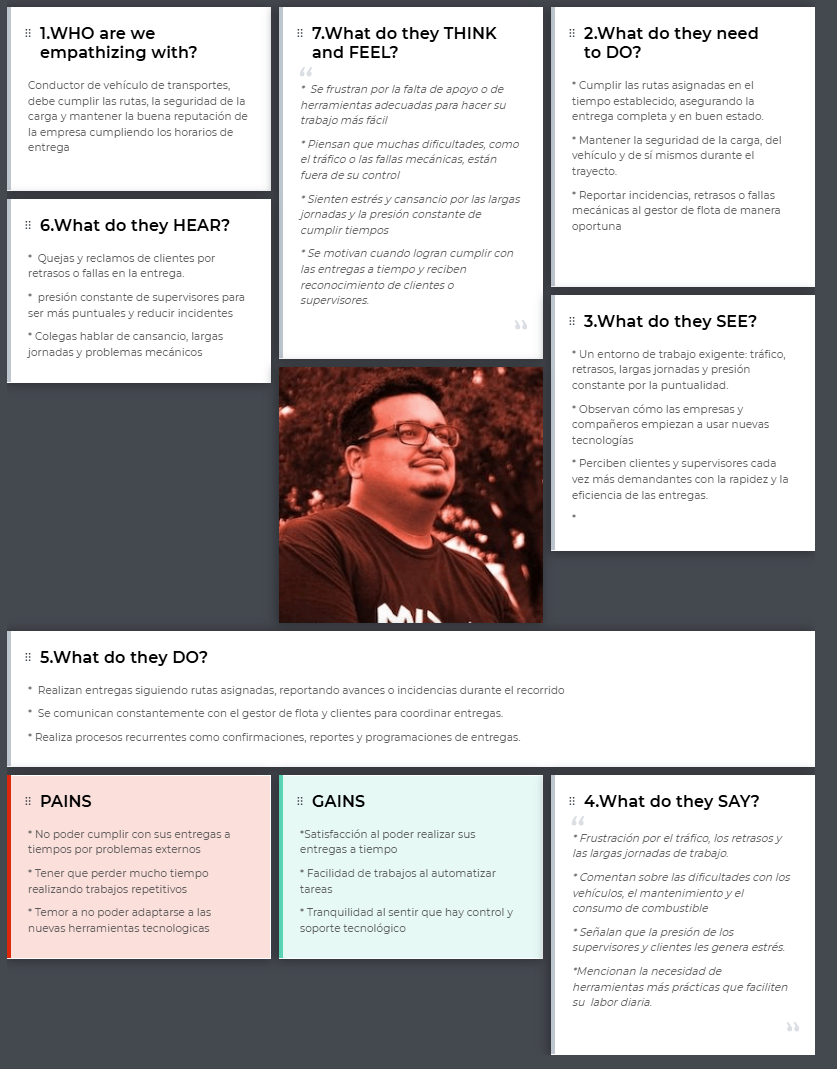 1.WHO are we
empathizing with?
Conductor de vehículo de transportes,
debe cumplir las rutas, la seguridad de la
carga y mantener la buena reputación de
la empresa cumpliendo los horarios de
entrega
7.What do they THINK
and FEEL?
“
* Se frustran por la falta de apoyo o de
herramientas adecuadas para hacer su
trabajo más fácil
* Piensan que muchas dificultades, como
el tráfico o las fallas mecánicas, están
fuera de su control
* Sienten estrés y cansancio por las largas
jornadas y la presión constante de
cumplir tiempos
* Se motivan cuando logran cumplir con
las entregas a tiempo y reciben
reconocimiento de clientes o
supervisores.
”
2.What do they need
to DO?
* Cumplir las rutas asignadas en el
tiempo establecido, asegurando la
entrega completa y en buen estado.
* Mantener la seguridad de la carga, del
vehículo y de sí mismos durante el
trayecto.
* Reportar incidencias, retrasos o fallas
mecánicas al gestor de flota de manera
oportuna
6.What do they HEAR?
* Quejas y reclamos de clientes por
retrasos o fallas en la entrega.
* presión constante de supervisores para
ser más puntuales y reducir incidentes
* Colegas hablar de cansancio, largas
jornadas y problemas mecánicos
3.What do they SEE?
* Un entorno de trabajo exigente: tráfico,
retrasos, largas jornadas y presión
constante por la puntualidad.
* Observan cómo las empresas y
compañeros empiezan a usar nuevas
tecnologías
* Perciben clientes y supervisores cada
vez más demandantes con la rapidez y la
eficiencia de las entregas.
*
5.What do they DO?
* Realizan entregas siguiendo rutas asignadas, reportando avances o incidencias durante el recorrido
* Se comunican constantemente con el gestor de flota y clientes para coordinar entregas.
* Realiza procesos recurrentes como confirmaciones, reportes y programaciones de entregas.
PAINS
* No poder cumplir con sus entregas a
tiempos por problemas externos
* Tener que perder mucho tiempo
realizando trabajos repetitivos
* Temor a no poder adaptarse a las
nuevas herramientas tecnologicas
GAINS
*Satisfacción al poder realizar sus
entregas a tiempo
* Facilidad de trabajos al automatizar
tareas
* Tranquilidad al sentir que hay control y
soporte tecnológico
4.What do they SAY?
“
* Frustración por el tráfico, los retrasos y
las largas jornadas de trabajo.
* Comentan sobre las dificultades con los
vehículos, el mantenimiento y el
consumo de combustible
* Señalan que la presión de los
supervisores y clientes les genera estrés.
*Mencionan la necesidad de
herramientas más prácticas que faciliten
su labor diaria.
”